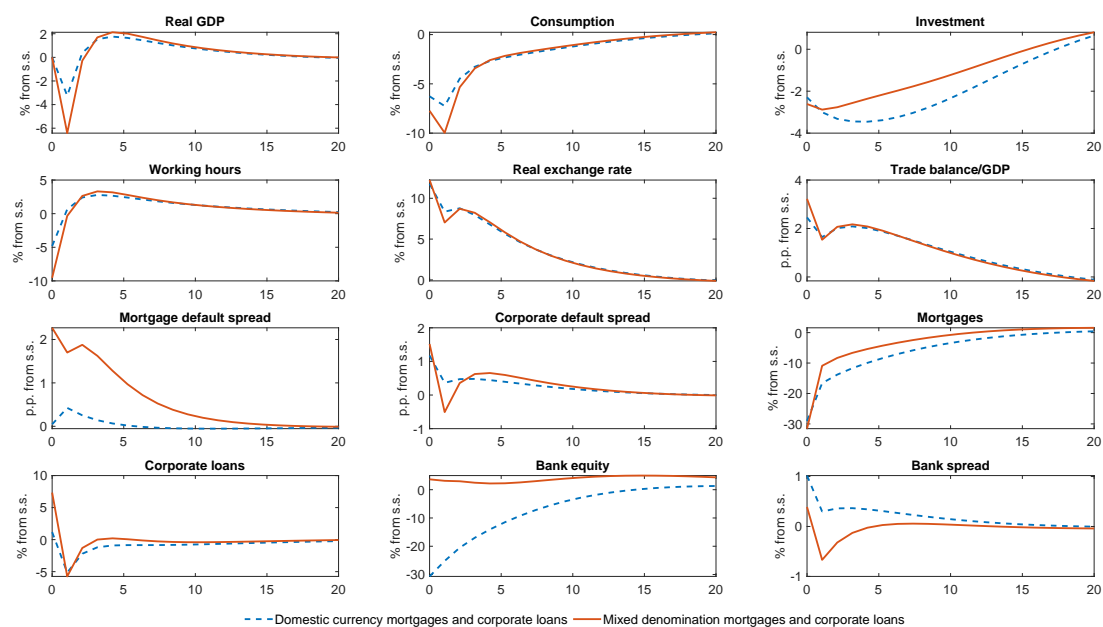 Real GDP
% from s.s.
2
0
-2
-4
-6
0 5 10 15 20
Consumption
% from s.s.
0
-5
-10
0 5 10 15 20
Investment
% from s.s.
0
-2
-4
0 5 10 15 20
Working hours
% from s.s.
5
0
-5
-10
0 5 10 15 20
Real exchange rate
% from s.s.
10
5
0
0 5 10 15 20
Trade balance/GDP
p.p. from s.s.
4
2
0
0 5 10 15 20
Mortgage default spread
p.p. from s.s.
2
1
0
0 5 10 15 20
Corporate default spread
p.p. from s.s.
2
1
0
-1
0 5 10 15 20
Mortgages
% from s.s.
0
-10
-20
-30
0 5 10 15 20
Corporate loans
% from s.s.
10
5
0
-5
0 5 10 15 20
Bank equity
% from s.s.
0
-10
-20
-30
0 5 10 15 20
Bank spread
p.p. from s.s.
1
0
-1
0 5 10 15 20
Domestic currency mortgages and corporate loans
Mixed denomination mortgages and corporate loans